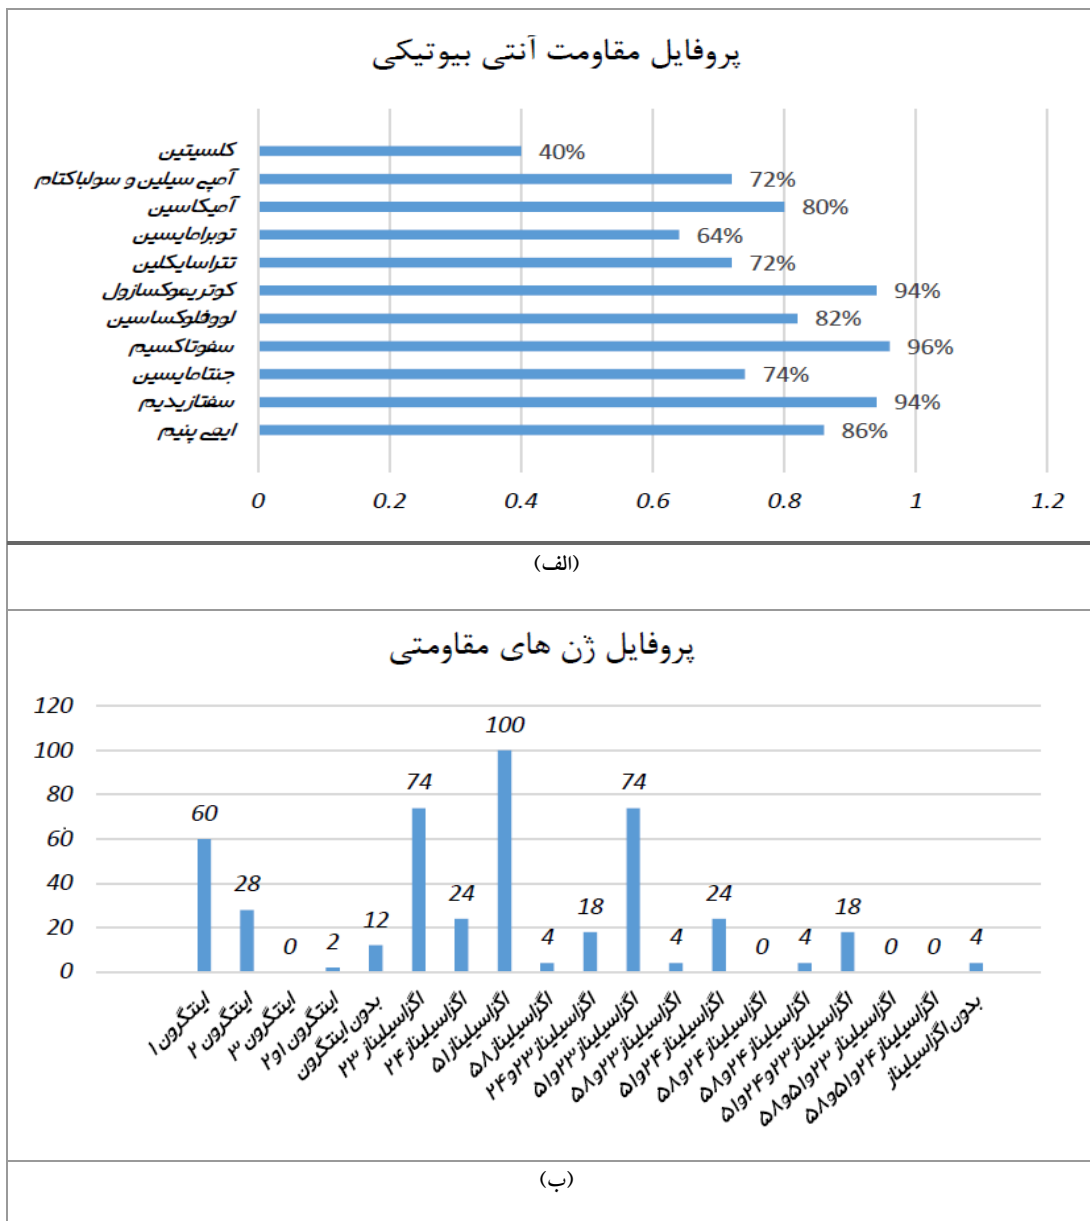 پروفایل مقاومت آنتی بیوتیکی
کلسیتین 40%
آمپی سیلین و سولباکتام 72%
آمیکاسین 80%
توبرامایسین 64%
تتراسایکلین 72%
کوتریموکسازول 94%
لووفلوکساسین 82%
سفوتاکسیم 96%
جنتامایسین 74%
سفتازیدیم 94%
ایمی پنیم 86%
0 0.2 0.4 0.6 0.8 1 1.2
(الف)
پروفایل ژن های مقاومتی
120
100
80
60
40
20
0
60
28
0
2
12
74
24
100
4
18
74
4
24
0
4
18
0
0
4
اینتگرون ۱
اینتگرون ۲
اینتگرون ۳
اینتگرون ۱و۲
بدون اینتگرون
اگزاسیلیناز ۲۳
اگزاسیلیناز ۲۴
اگزاسیلیناز ۵۱
اگزاسیلیناز ۵۸
اگزاسیلیناز ۲۳و۲۴
اگزاسیلیناز ۲۳و۵۱
اگزاسیلیناز ۲۳و۵۸
اگزاسیلیناز ۲۴و۵۱
اگزاسیلیناز ۲۴و۵۸
اگزاسیلیناز ۲۴و۵۸
اگزاسیلیناز ۲۳و۲۴و۵۱
اگزاسیلیناز ۲۳و۵۱و۵۸
اگزاسیلیناز ۲۴و۵۱و۵۸
بدون اگزاسیلیناز
(ب)